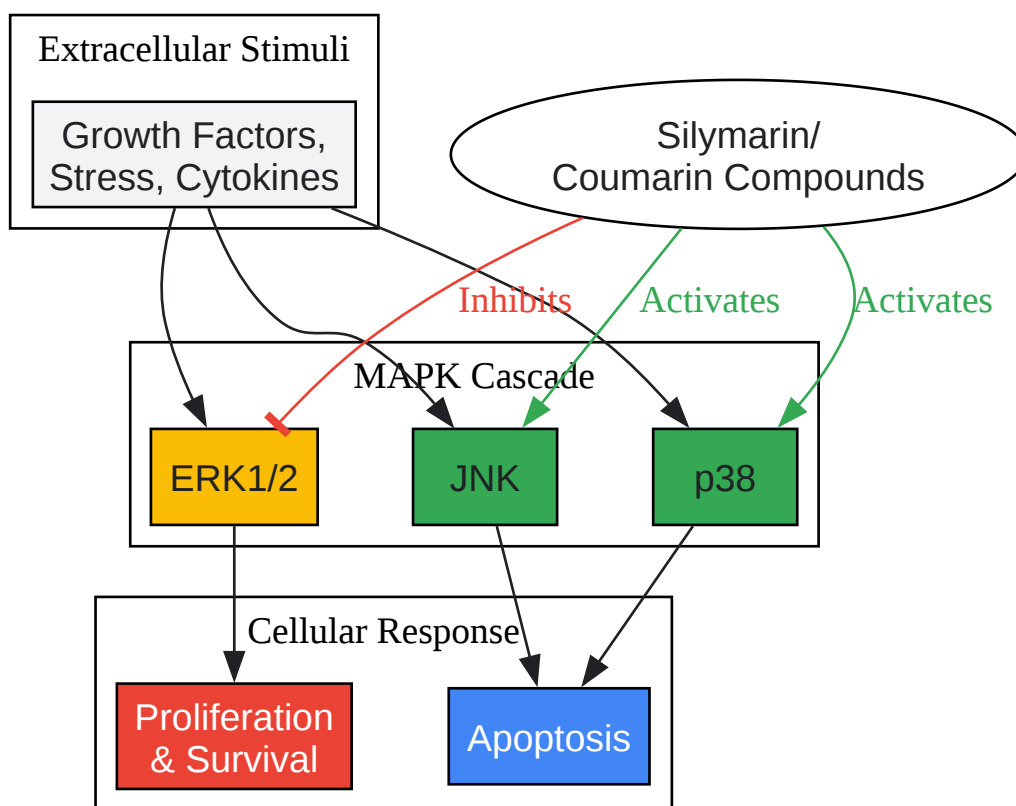 Extracellular Stimuli
Growth Factors,
Stress, Cytokines
Silymarin/
Coumarin Compounds
Inhibits
Activates
Activates
MAPK Cascade
ERK1/2
JNK
p38
Cellular Response
Proliferation
& Survival
Apoptosis